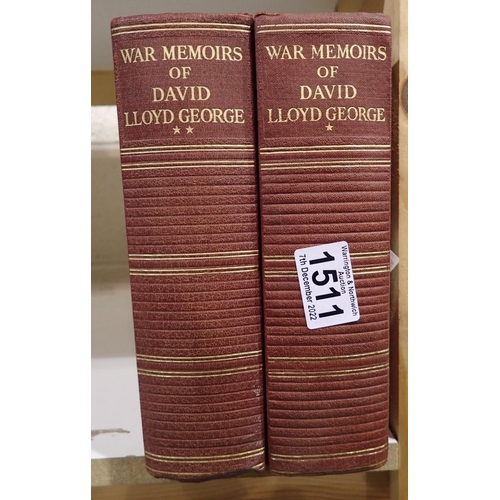 WAR MEMOIRS
OF
DAVID
LLOYD GEORGE
★ ★
WAR MEMOIRS
OF
DAVID
LLOYD GEORGE
★
Warrington & Northwich
Auction
1511
7th December 2022